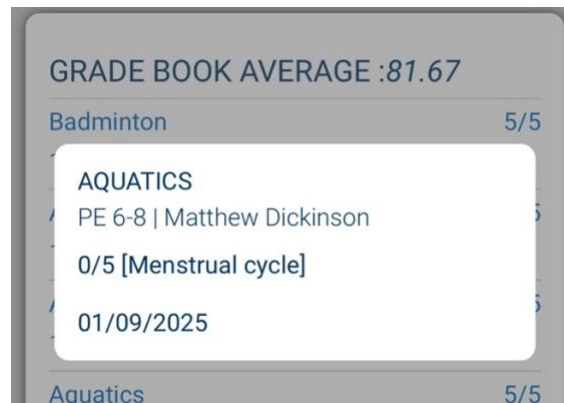 GRADE BOOK AVERAGE :81.67
Badminton 5/5
AQUATICS
PE 6-8 | Matthew Dickinson
0/5 [Menstrual cycle]
01/09/2025
Aquatics 5/5